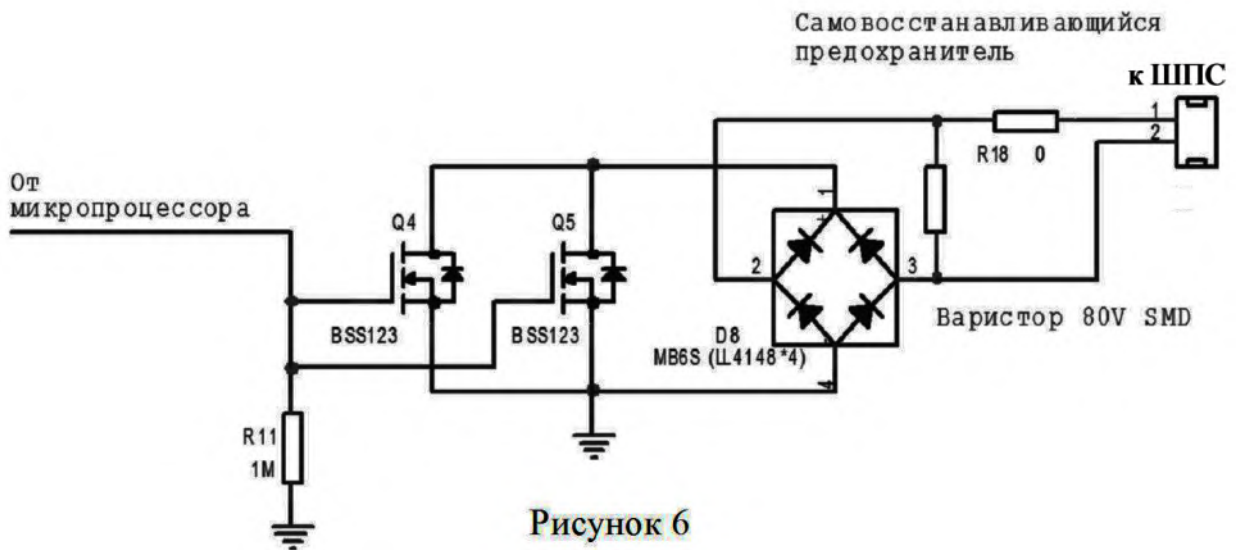 Самовосстанавливающийся
предохранитель
к ШПС
1
2
R18 0
От
микропроцессора
Q4
Q5
1
+
2
3
BSS123
BSS123
D8
MB6S (LL4148*4)
4
Варистор 80V SMD
R11
1M
Рисунок 6